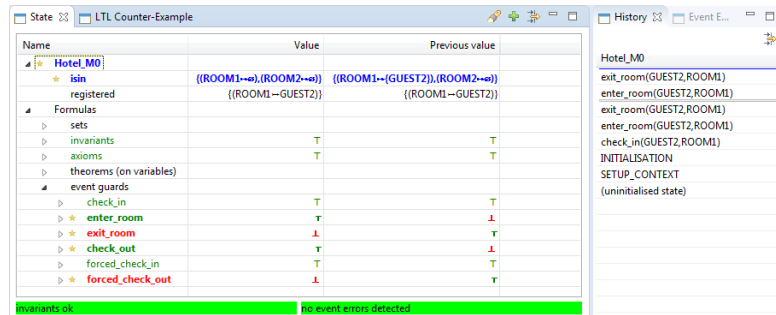 State LTL Counter-Example
Name Value Previous value
Hotel_M0
isin {(ROOM1↦∅),(ROOM2↦∅)} {(ROOM1↦{GUEST2}),(ROOM2↦∅)}
registered {(ROOM1↦GUEST2)} {(ROOM1↦GUEST2)}
Formulas
sets
invariants ⊤ ⊤
axioms ⊤ ⊤
theorems (on variables)
event guards
check_in ⊤ ⊤
enter_room ⊤ ⊥
exit_room ⊥ ⊤
check_out ⊤ ⊥
forced_check_in ⊤ ⊤
forced_check_out ⊥ ⊤
invariants ok no event errors detected
History Event E...
Hotel_M0
exit_room(GUEST2,ROOM1)
enter_room(GUEST2,ROOM1)
exit_room(GUEST2,ROOM1)
enter_room(GUEST2,ROOM1)
check_in(GUEST2,ROOM1)
INITIALISATION
SETUP_CONTEXT
(uninitialised state)